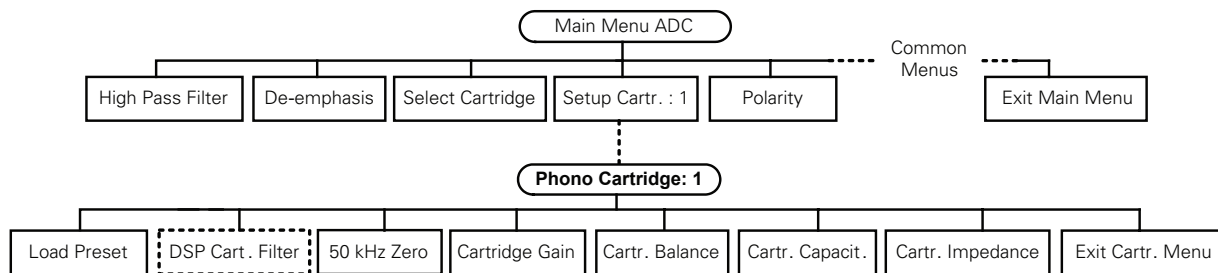 Main Menu ADC
Common
Menus
High Pass Filter
De-emphasis
Select Cartridge
Setup Cartr. : 1
Polarity
Exit Main Menu
Phono Cartridge: 1
Load Preset
DSP Cart. Filter
50 kHz Zero
Cartridge Gain
Cartr. Balance
Cartr. Capacit.
Cartr. Impedance
Exit Cartr. Menu